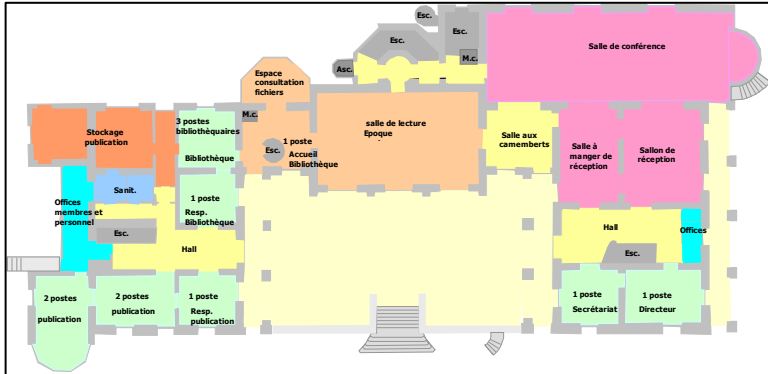 Esc.
Esc.
Esc.
Salle de conférence
M.c.
Asc.
Espace
consultation
fichiers
M.c.
3 postes
bibliothéquaires
Bibliothèque
Stockage
publication
salle de lecture
Epoque
1 poste
Accueil
Bibliothèque
Esc.
Salle aux
camemberts
Salle à
manger de
réception
Sallon de
réception
Sanit.
1 poste
Resp.
Bibliothèque
Offices
membres et
personnel
Esc.
Hall
Hall
Offices
Esc.
2 postes
publication
2 postes
publication
1 poste
Resp.
publication
1 poste
Secrétariat
1 poste
Directeur